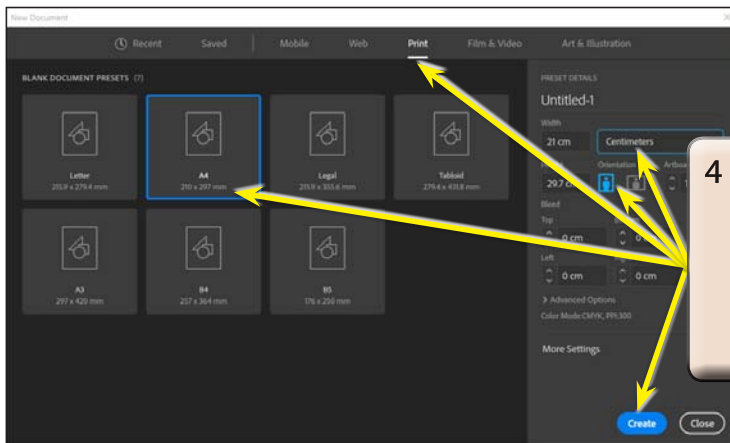 New Document
Recent Saved Mobile Web Print Film & Video Art & Illustration
BLANK DOCUMENT PRESETS (7)
Letter
215.9 x 279.4 mm
A4
210 x 297 mm
Legal
215.9 x 355.6 mm
Tabloid
279.4 x 431.8 mm
A3
297 x 420 mm
B4
257 x 364 mm
B5
176 x 250 mm
PRESET DETAILS
Untitled-1
Width
21 cm Centimeters
Orientation
29.7 cm
Bleed
Top
0 cm
Left
0 cm 0 cm
> Advanced Options
Color Mode:CMYK, PPI:300
More Settings
Create Close
4